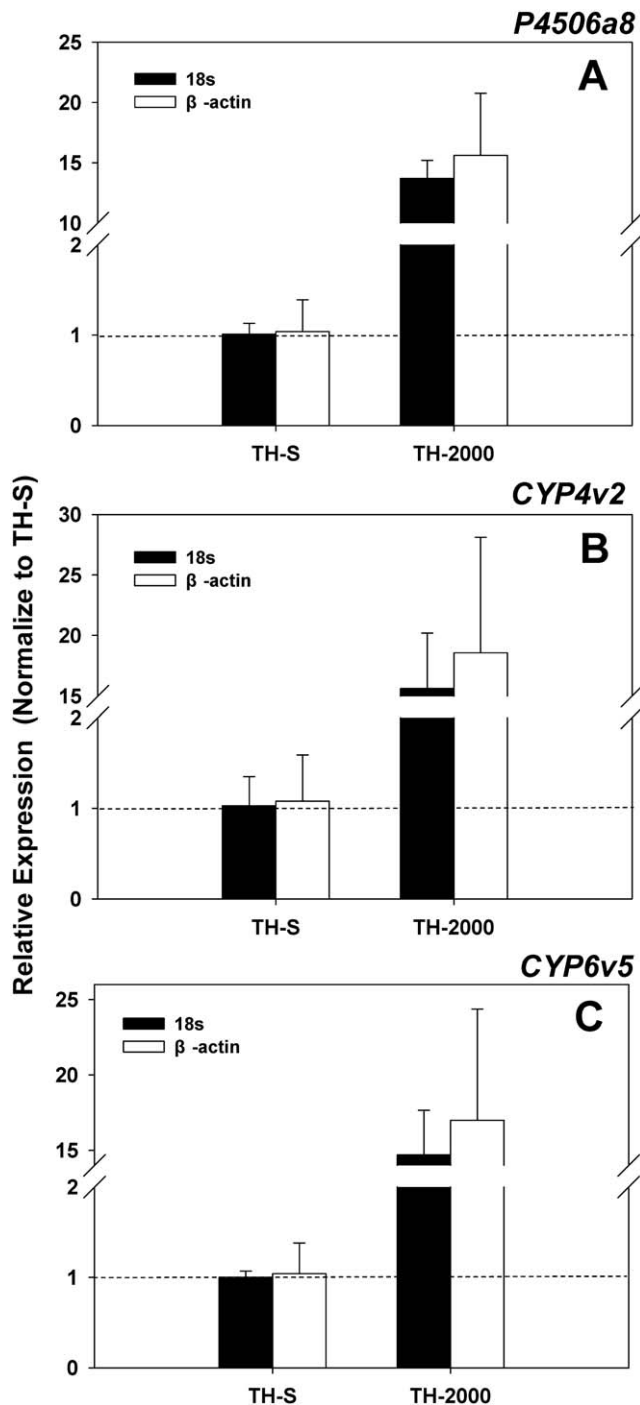 P4506a8
A
18s
β -actin
25
20
15
10
2
1
0
TH-S
TH-2000
CYP4v2
B
18s
β -actin
30
25
20
15
2
1
0
TH-S
TH-2000
CYP6v5
C
18s
β -actin
25
20
15
2
1
0
TH-S
TH-2000
Relative Expression (Normalize to TH-S)